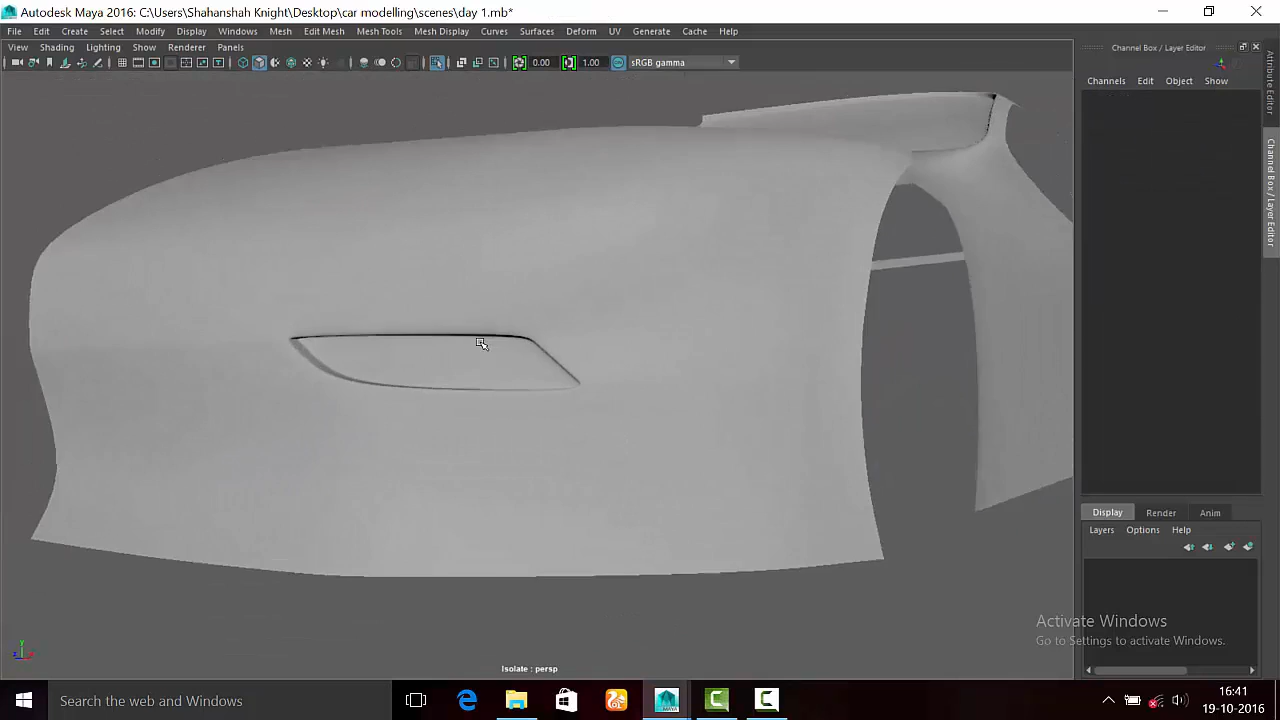 Autodesk Maya 2016: C:\Users\Shahanshah Knight\Desktop\car modelling\scenes\day 1.mb*
File Edit Create Select Modify Display Windows Mesh Edit Mesh Mesh Tools Mesh Display Curves Surfaces Deform UV Generate Cache Help
View Shading Lighting Show Renderer Panels
Channel Box / Layer Editor
0.00 1.00 sRGB gamma
Channels Edit Object Show
Attribute Editor
Channel Box / Layer Editor
Display Render Anim
Layers Options Help
Activate Windows
Go to Settings to activate Windows.
Isolate : persp
Search the web and Windows
MAYA
16:41
19-10-2016